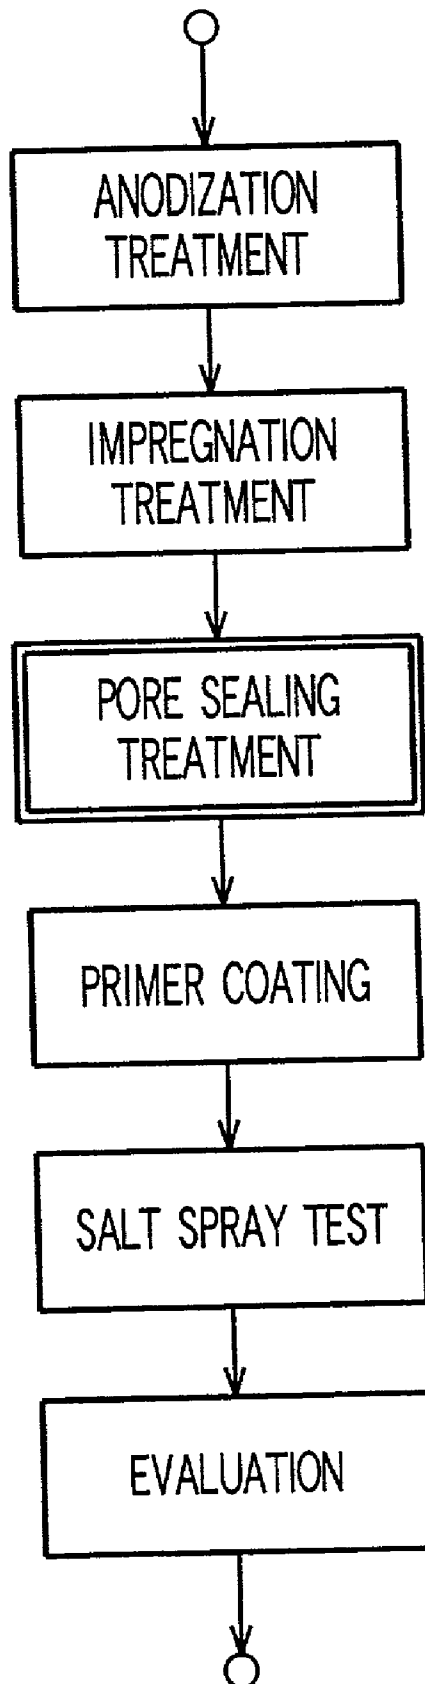 ANODIZATION
TREATMENT
IMPREGNATION
TREATMENT
PORE SEALING
TREATMENT
PRIMER COATING
SALT SPRAY TEST
EVALUATION